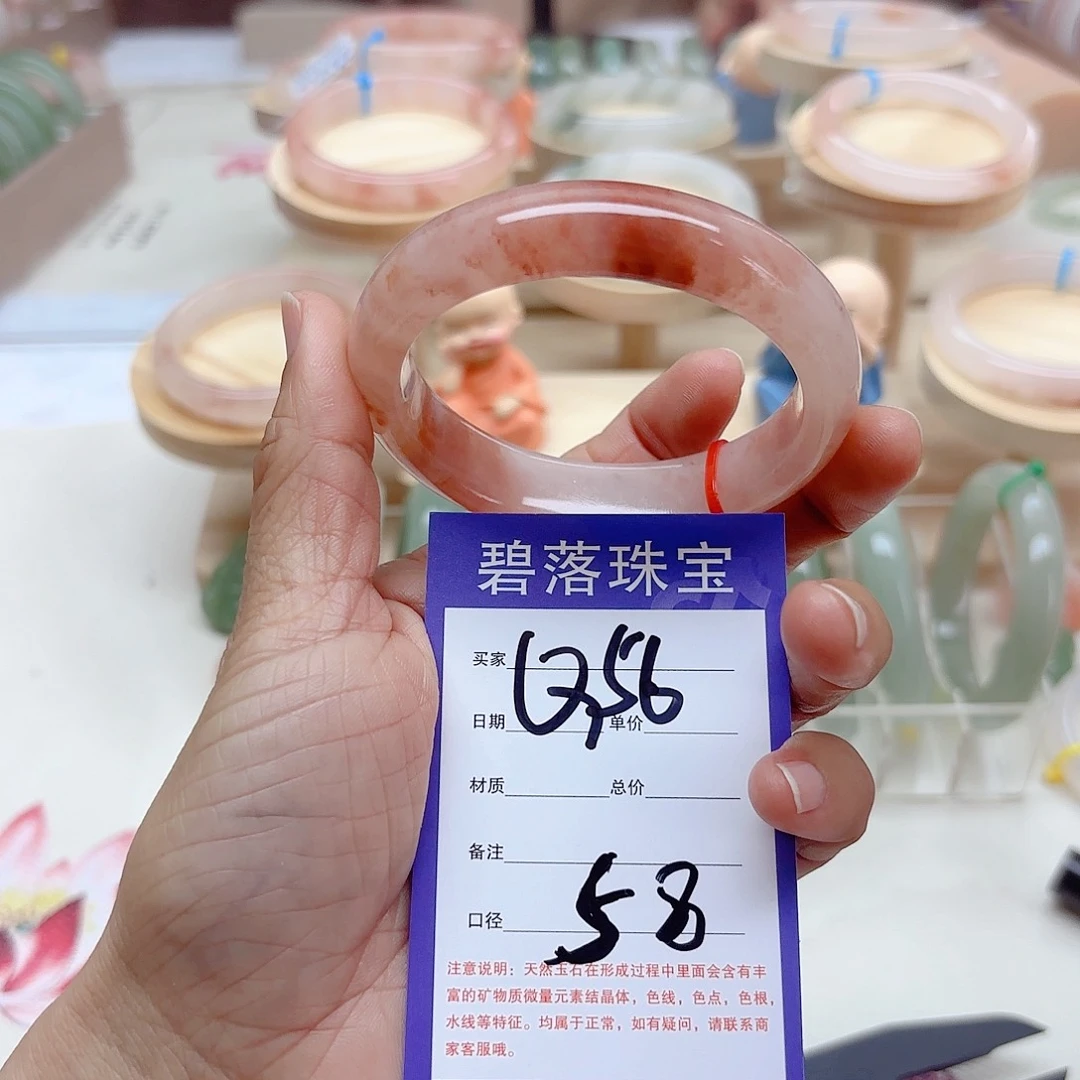 碧落珠宝
买家
56
日期 单价
材质 总价
备注
口径 58
注意说明：天然玉石在形成过程中里面会含有丰
富的矿物质微量元素结晶体，色线，色点，色根，
水线等特征。均属于正常，如有疑问，请联系商
家客服哦。